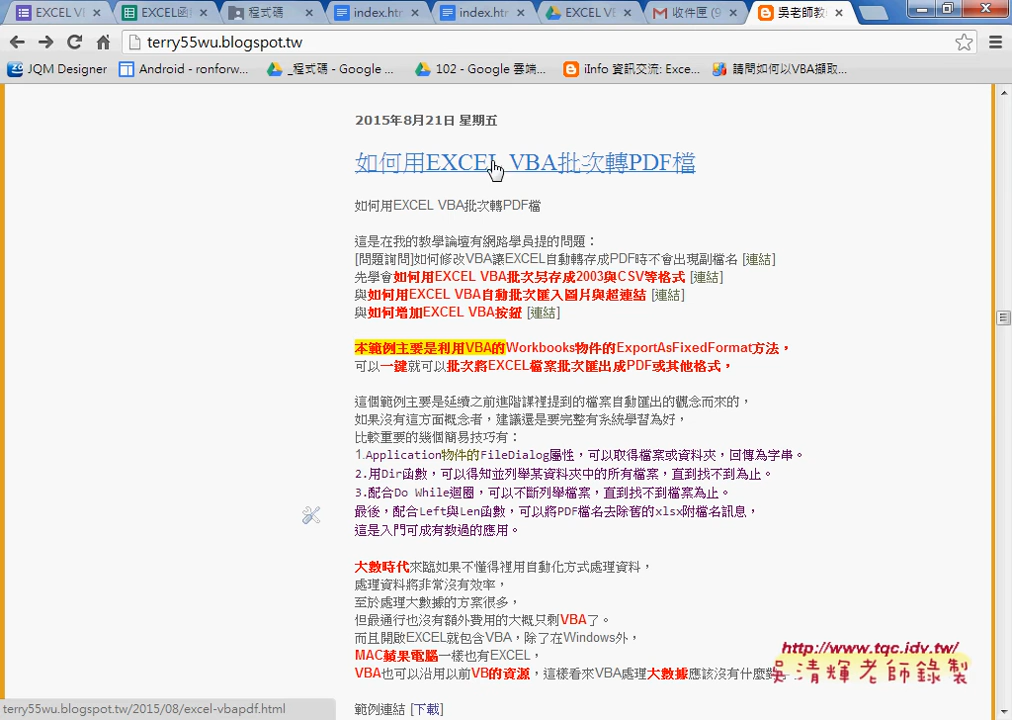 EXCEL V
EXCEL函
程式碼
index.ht
index.ht
EXCEL VB
收件匣 (9
吳老師教
terry55wu.blogspot.tw
JQM Designer
Android - ronforw...
_程式碼 - Google ...
102 - Google 雲端...
iInfo 資訊交流: Exce...
請問如何以VBA擷取...
2015年8月21日 星期五
如何用EXCEL VBA批次轉PDF檔
如何用EXCEL VBA批次轉PDF檔
這是在我的教學論壇有網路學員提的問題：
[問題詢問]如何修改VBA讓EXCEL自動轉存成PDF時不會出現副檔名 [連結]
先學會如何用EXCEL VBA批次另存成2003與CSV等格式 [連結]
與如何用EXCEL VBA自動批次匯入圖片與超連結 [連結]
與如何增加EXCEL VBA按鈕 [連結]
本範例主要是利用VBA的Workbooks物件的ExportAsFixedFormat方法，
可以一鍵就可以批次將EXCEL檔案批次匯出成PDF或其他格式，
這個範例主要是延續之前進階課裡提到的檔案自動匯出的觀念而來的，
如果沒有這方面概念者，建議還是要完整有系統學習為好，
比較重要的幾個簡易技巧有：
1.Application物件的FileDialog屬性，可以取得檔案或資料夾，回傳為字串。
2.用Dir函數，可以得知並列舉某資料夾中的所有檔案，直到找不到為止。
3.配合Do While迴圈，可以不斷列舉檔案，直到找不到檔案為止。
最後，配合Left與Len函數，可以將PDF檔名去除舊的xlsx附檔名訊息，
這是入門可成有教過的應用。
大數時代來臨如果不懂得裡用自動化方式處理資料，
處理資料將非常沒有效率，
至於處理大數據的方案很多，
但最通行也沒有額外費用的大概只剩VBA了。
而且開啟EXCEL就包含VBA，除了在Windows外，
MAC蘋果電腦一樣也有EXCEL，
VBA也可以沿用以前VB的資源，這樣看來VBA處理大數據應該沒有什麼
範例連結 [下載]
http://www.tqc.idv.tw/
吳清輝老師錄製
terry55wu.blogspot.tw/2015/08/excel-vbapdf.html